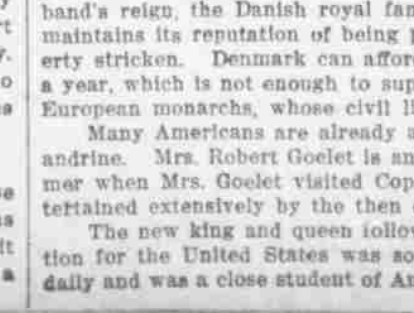 band's reign, the Danish royal fam
maintains its reputation of being p
erty stricken. Denmark can affor
a year, which is not enough to sup
European monarchs, whose civil l
Many Americans are already a
andrine. Mrs. Robert Goelet is an
mer when Mrs. Goelet visited Cop
tertained extensively by the then
The new king and queen follow
tion for the United States was so
daily and was a close student of Am